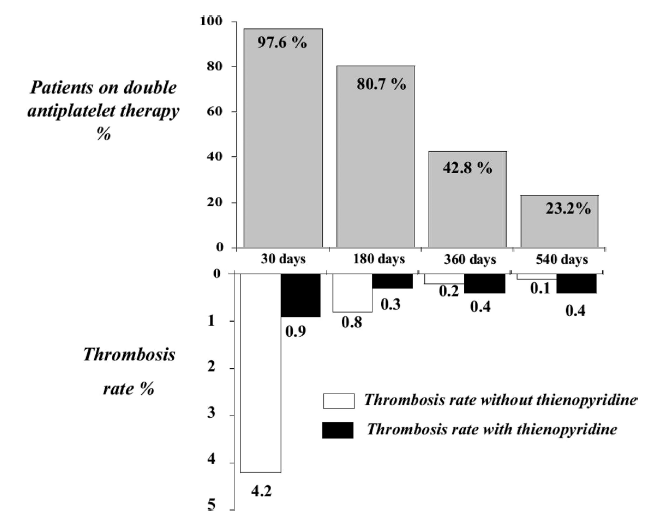 100
80
60
40
20
0
Patients on double
antiplatelet therapy
%
97.6 %
80.7 %
42.8 %
23.2%
30 days
180 days
360 days
540 days
0
1
2
3
4
5
Thrombosis
rate %
4.2
0.9
0.8
0.3
0.2
0.4
0.1
0.4
Thrombosis rate without thienopyridine
Thrombosis rate with thienopyridine